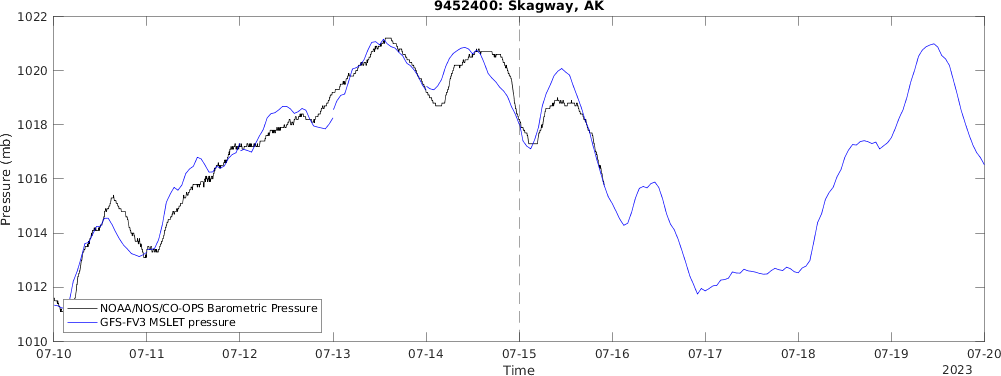 9452400: Skagway, AK
1022
1020
1018
1016
1014
1012
1010
Pressure (mb)
NOAA/NOS/CO-OPS Barometric Pressure
GFS-FV3 MSLET pressure
07-10 07-11 07-12 07-13 07-14 07-15 07-16 07-17 07-18 07-19 07-20
Time
2023